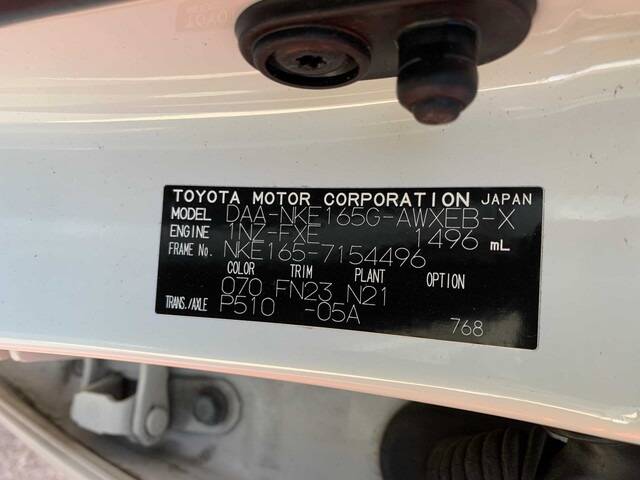 TOYOTA MOTOR CORPORATION JAPAN
MODEL DAA-NKE165G-AWXEB-X
ENGINE 1NZ-FXE 1496 mL
FRAME No. NKE165-7154496
COLOR TRIM PLANT OPTION
070 FN23 N21
TRANS./AXLE P510 -05A
768